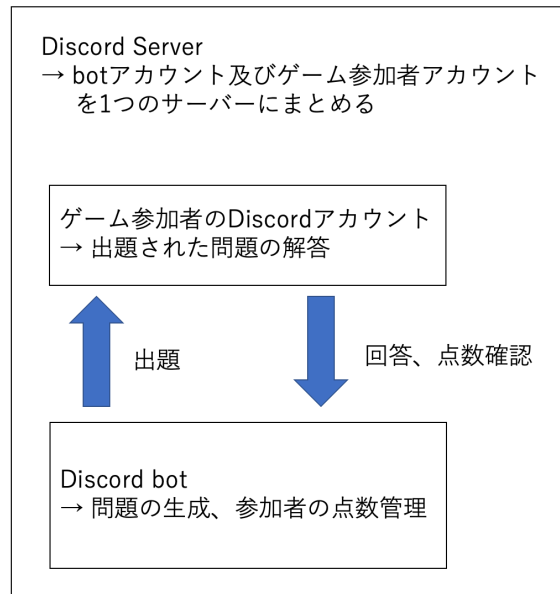 Discord Server
→ botアカウント及びゲーム参加者アカウント
を1つのサーバーにまとめる
ゲーム参加者のDiscordアカウント
→ 出題された問題の解答
出題
回答、点数確認
Discord bot
→ 問題の生成、参加者の点数管理